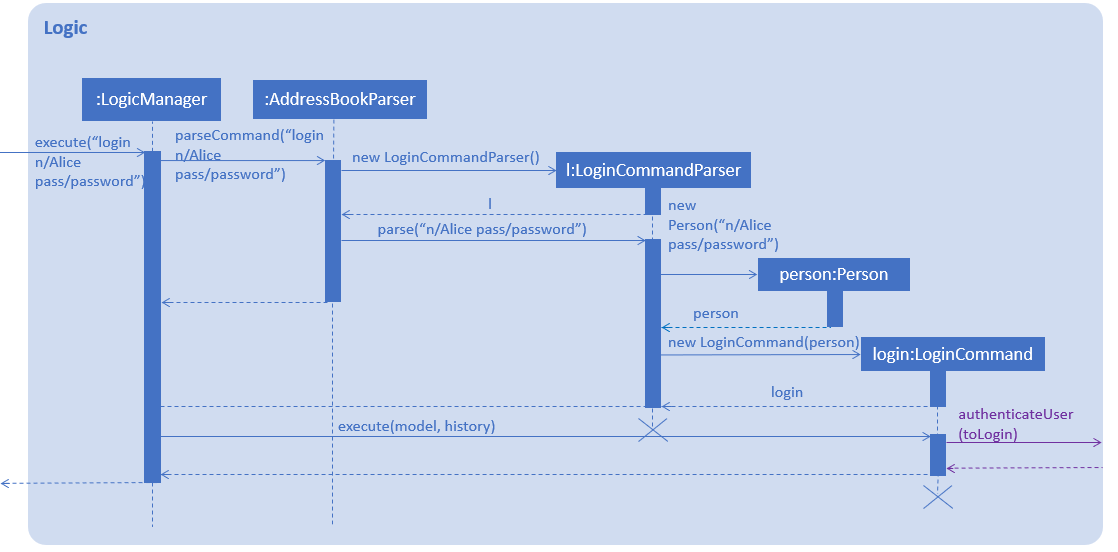 Logic
:LogicManager
:AddressBookParser
execute(“login
n/Alice
pass/password”)
parseCommand(“login
n/Alice
pass/password”)
new LoginCommandParser()
l:LoginCommandParser
l
new
Person(“n/Alice
pass/password”)
parse(“n/Alice pass/password”)
person:Person
person
new LoginCommand(person)
login:LoginCommand
login
authenticateUser
(toLogin)
execute(model, history)